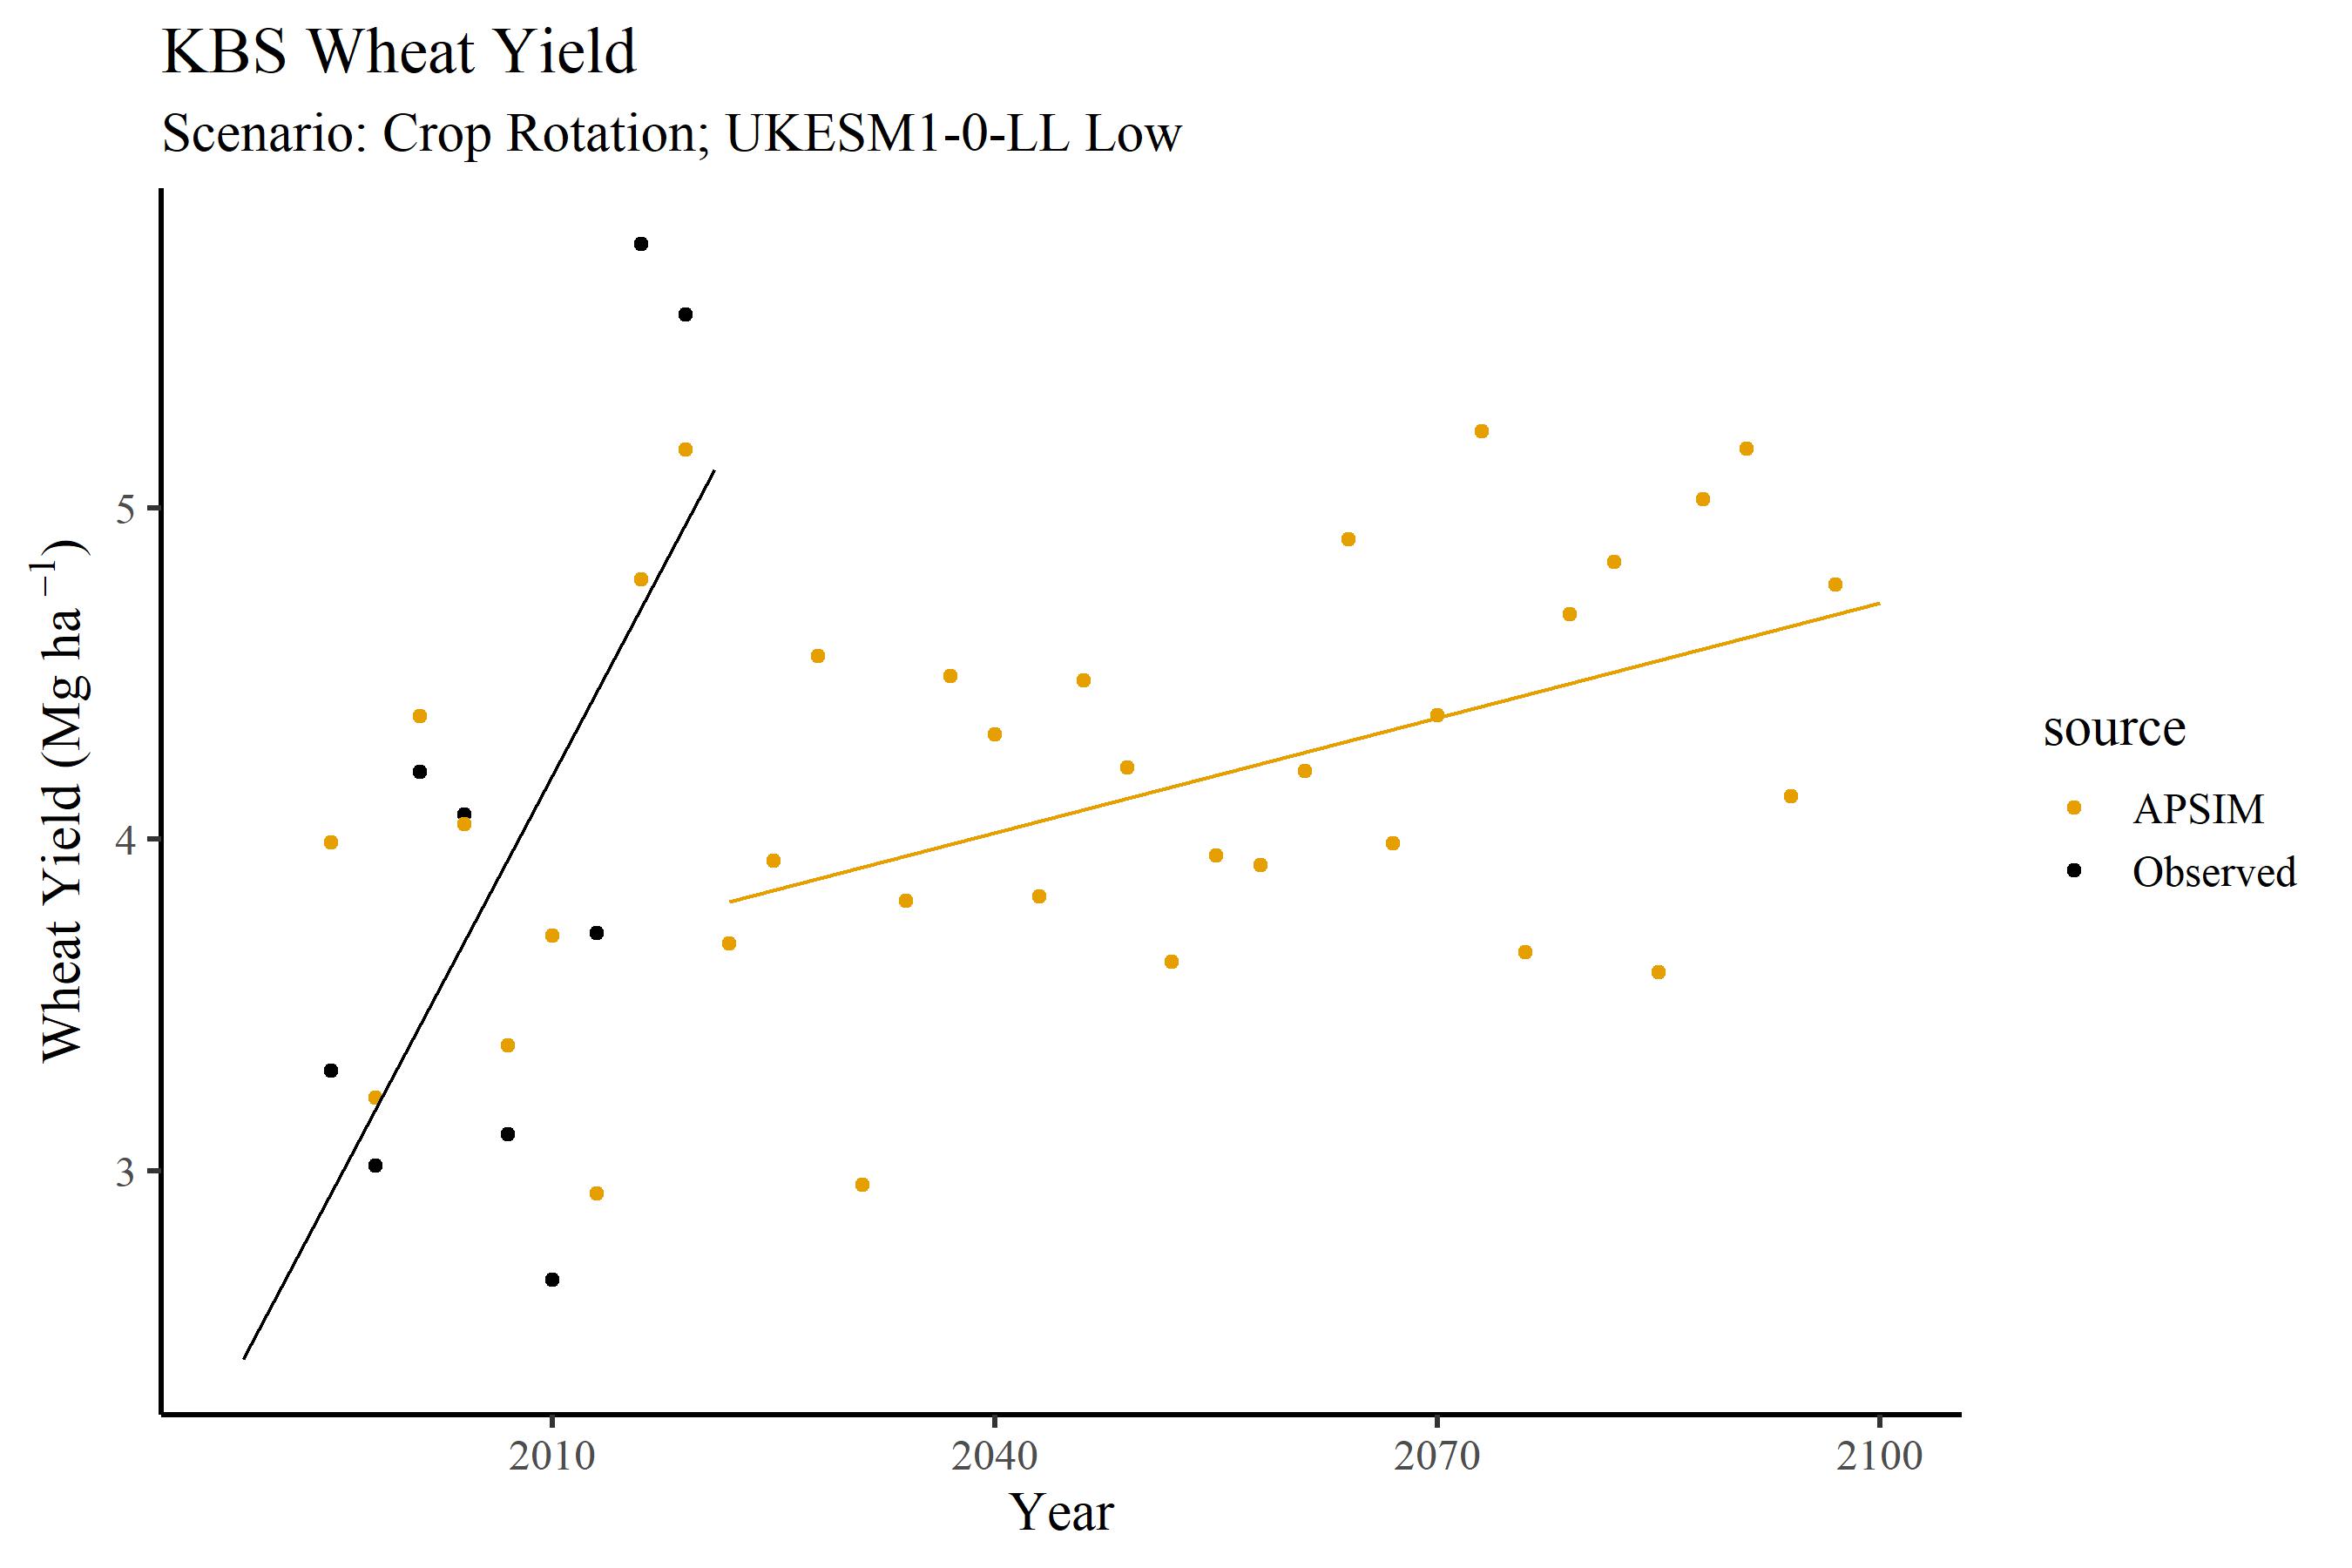 KBS Wheat Yield
Scenario: Crop Rotation; UKESM1-0-LL Low
Wheat Yield (Mg ha⁻¹)
5
4
3
2010
2040
2070
2100
Year
source
APSIM
Observed